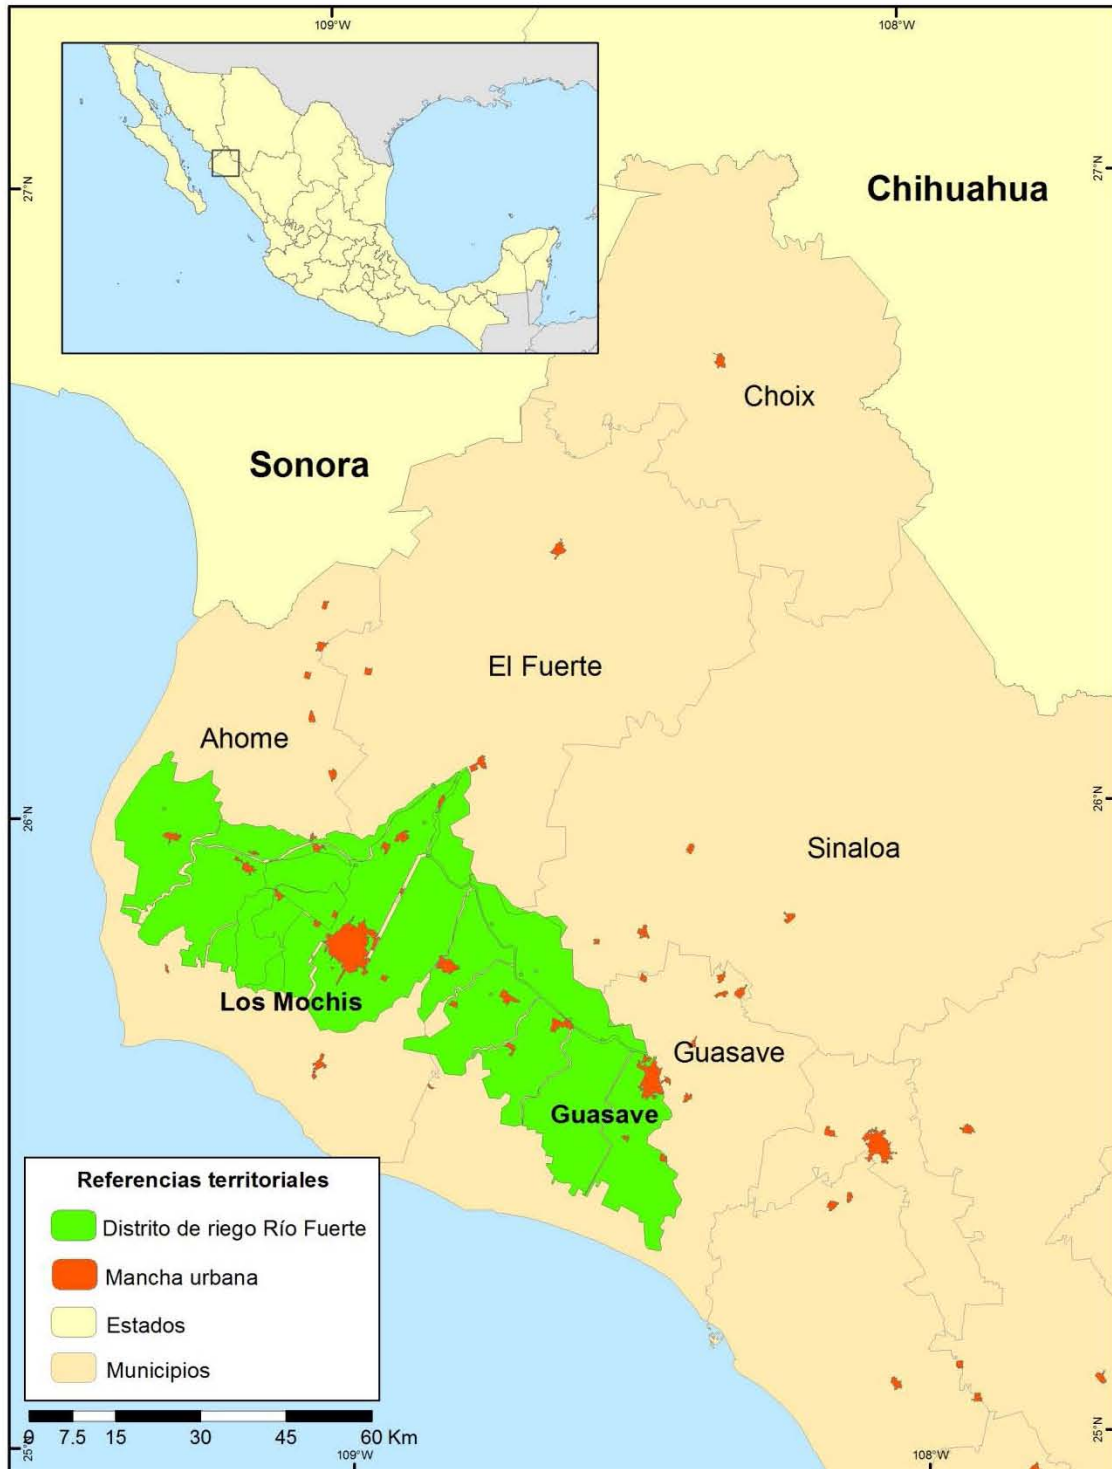 109°W
108°W
27°N
27°N
Chihuahua
Choix
Sonora
El Fuerte
Ahome
26°N
26°N
Sinaloa
Los Mochis
Guasave
Guasave
Referencias territoriales
Distrito de riego Río Fuerte
Mancha urbana
Estados
Municipios
0 7.5 15 30 45 60 Km
25°N
25°N
109°W
108°W